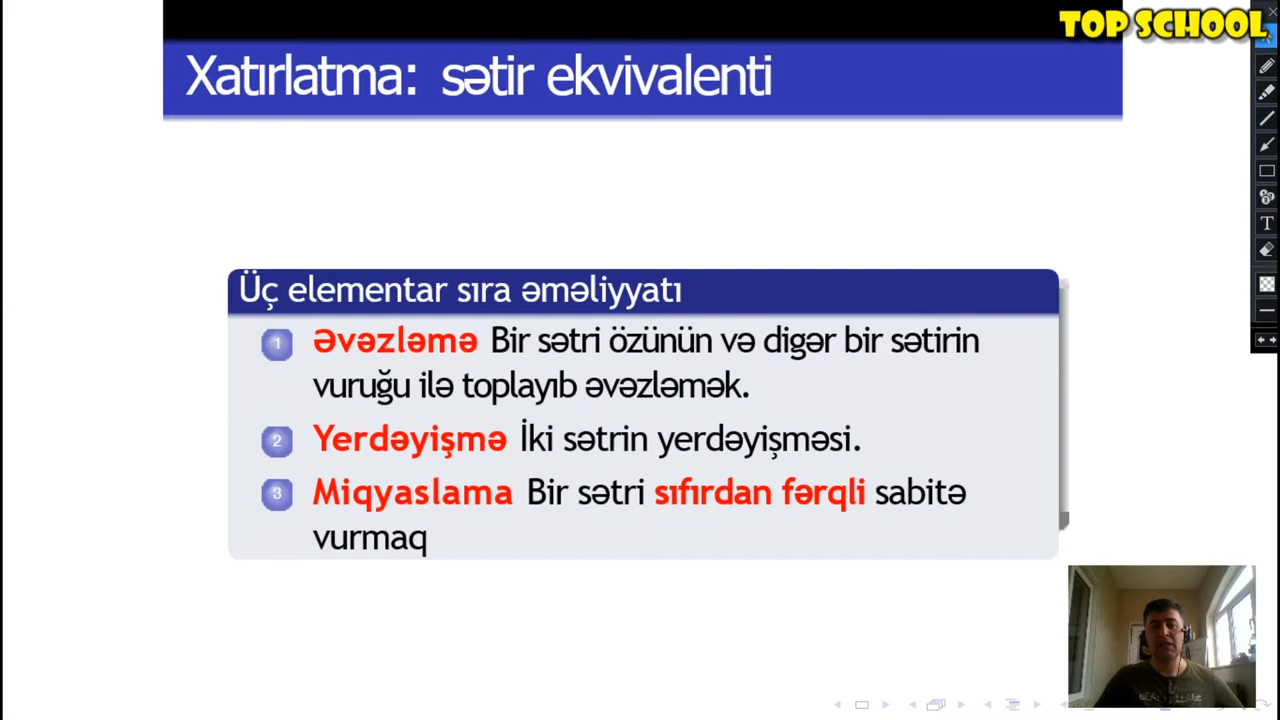 TOP SCHOOL
Xatırlatma: sətir ekvivalenti
Üç elementar sıra əməliyyatı
1 Əvəzləmə Bir sətri özünün və digər bir sətirin
vuruğu ilə toplayıb əvəzləmək.
2 Yerdəyişmə İki sətrin yerdəyişməsi.
3 Miqyaslama Bir sətri sıfırdan fərqli sabitə
vurmaq